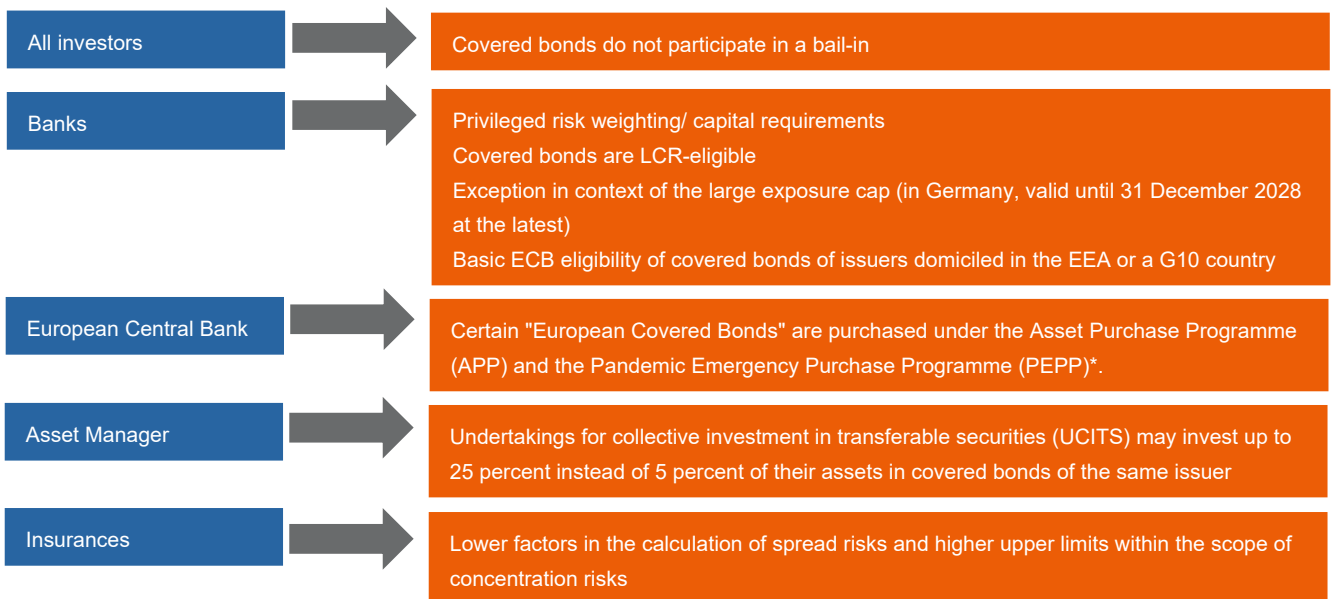 All investors
Covered bonds do not participate in a bail-in
Banks
Privileged risk weighting/ capital requirements
Covered bonds are LCR-eligible
Exception in context of the large exposure cap (in Germany, valid until 31 December 2028
at the latest)
Basic ECB eligibility of covered bonds of issuers domiciled in the EEA or a G10 country
European Central Bank
Certain "European Covered Bonds" are purchased under the Asset Purchase Programme
(APP) and the Pandemic Emergency Purchase Programme (PEPP)*.
Asset Manager
Undertakings for collective investment in transferable securities (UCITS) may invest up to
25 percent instead of 5 percent of their assets in covered bonds of the same issuer
Insurances
Lower factors in the calculation of spread risks and higher upper limits within the scope of
concentration risks